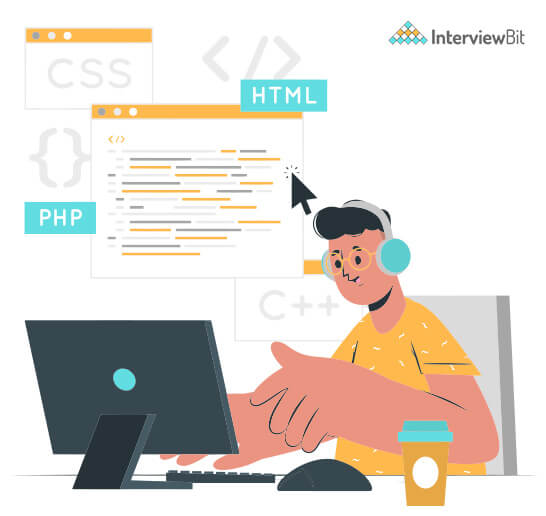 InterviewBit
CSS
</>
HTML
</>
{}
PHP
C++